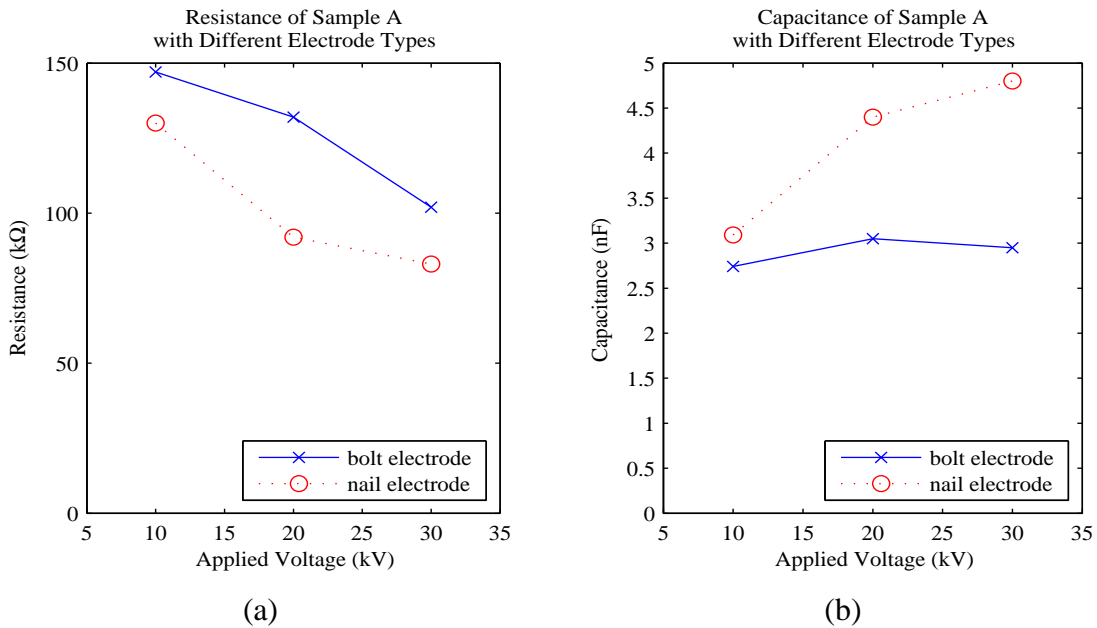 Resistance of Sample A
with Different Electrode Types
150
100
50
0
5
10
15
20
25
30
35
Resistance (kΩ)
Applied Voltage (kV)
bolt electrode
nail electrode
(a)
Capacitance of Sample A
with Different Electrode Types
5
4.5
4
3.5
3
2.5
2
1.5
1
0.5
0
5
10
15
20
25
30
35
Capacitance (nF)
Applied Voltage (kV)
bolt electrode
nail electrode
(b)